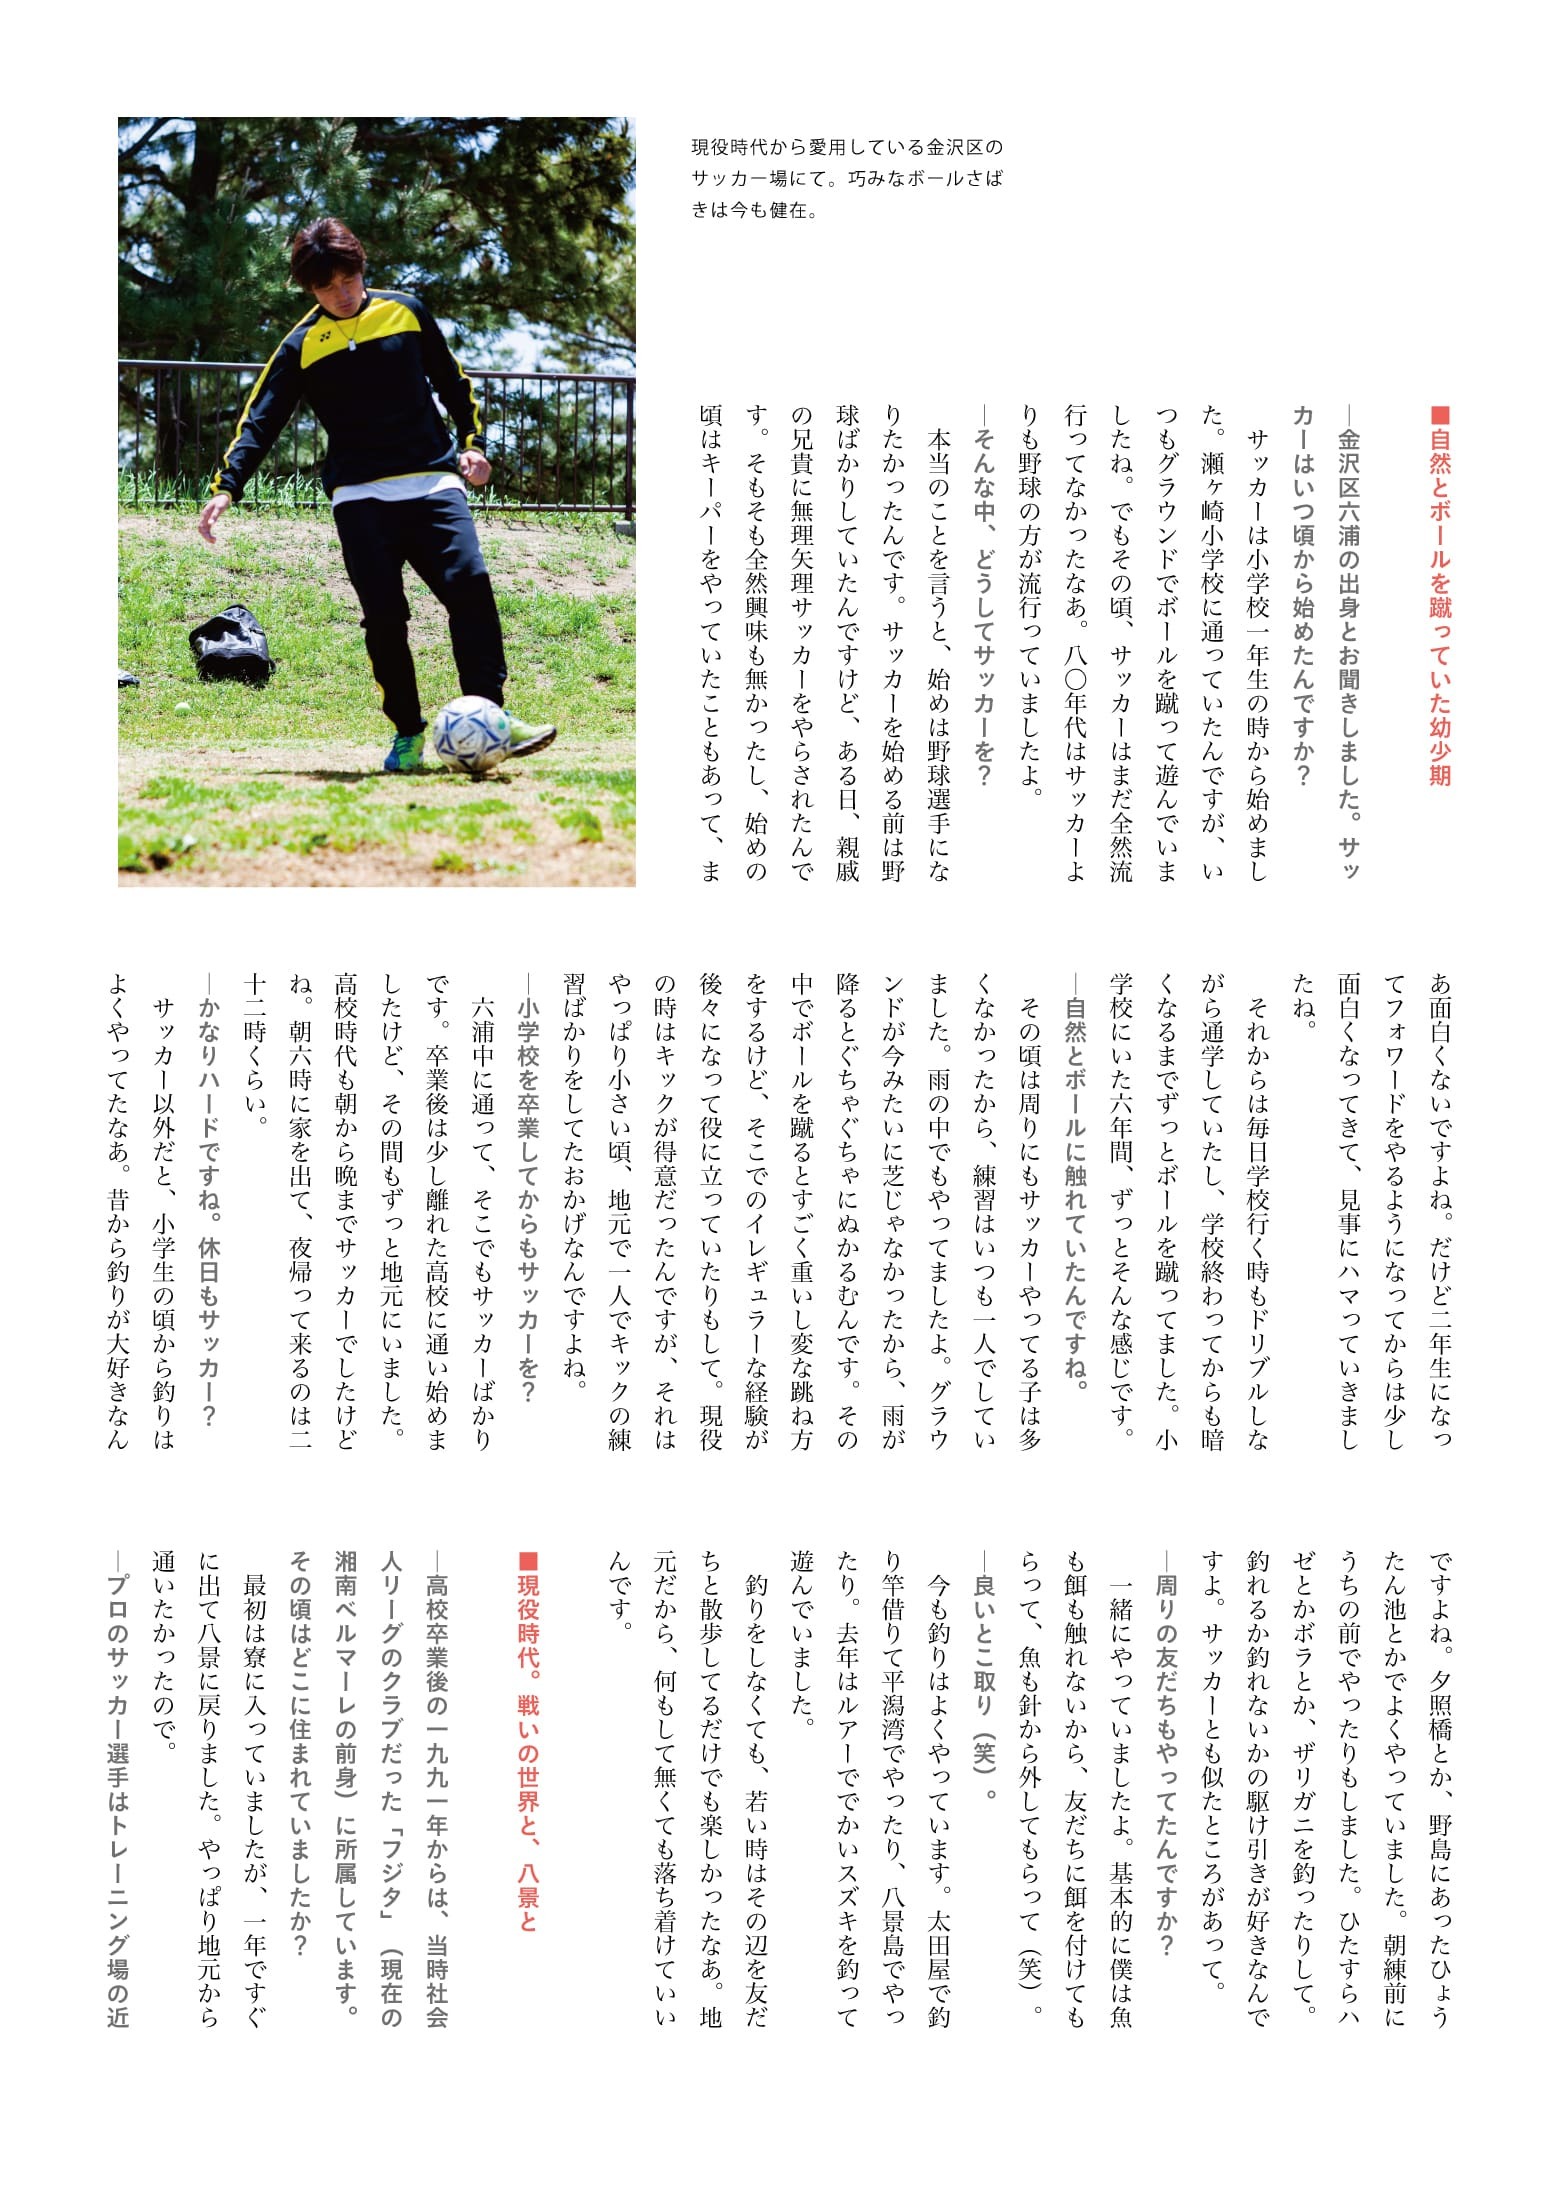 現役時代から愛用している金沢区の
サッカー場にて。巧みなボールさば
きは今も健在。
■自然とボールを蹴っていた幼少期
―金沢区六浦の出身とお聞きしました。サッ
カーはいつ頃から始めたんですか?
サッカーは小学校一年生の時から始めまし
た。瀬ヶ崎小学校に通っていたんですが、い
つもグラウンドでボールを蹴って遊んでいま
したね。でもその頃、サッカーはまだ全然流
行ってなかったなあ。八〇年代はサッカーよ
りも野球の方が流行っていましたよ。
―そんな中、どうしてサッカーを?
本当のことを言うと、始めは野球選手にな
りたかったんです。サッカーを始める前は野
球ばかりしていたんですけど、ある日、親戚
の兄貴に無理矢理サッカーをやらされたんで
す。そもそも全然興味も無かったし、始めの
頃はキーパーをやっていたこともあって、ま
あ面白くないですよね。だけど二年生になっ
てフォワードをやるようになってからは少し
面白くなってきて、見事にハマっていきまし
たね。
それからは毎日学校行く時もドリブルしな
がら通学していたし、学校終わってからも暗
くなるまでずっとボールを蹴ってました。小
学校にいた六年間、ずっとそんな感じです。
―自然とボールに触れていたんですね。
その頃は周りにもサッカーやってる子は多
くなかったから、練習はいつも一人でしてい
ました。雨の中でもやってましたよ。グラウ
ンドが今みたいに芝じゃなかったから、雨が
降るとぐちゃぐちゃにぬかるむんです。その
中でボールを蹴るとすごく重いし変な跳ね方
をするけど、そこでのイレギュラーな経験が
後々になって役に立っていたりもして。現役
の時はキックが得意だったんですが、それは
やっぱり小さい頃、地元で一人でキックの練
習ばかりをしてたおかげなんですよね。
―小学校を卒業してからもサッカーを?
六浦中に通って、そこでもサッカーばかり
です。卒業後は少し離れた高校に通い始めま
したけど、その間もずっと地元にいました。
高校時代も朝から晩までサッカーでしたけど
ね。朝六時に家を出て、夜帰って来るのは二
十二時くらい。
―かなりハードですね。休日もサッカー?
サッカー以外だと、小学生の頃から釣りは
よくやってたなあ。昔から釣りが大好きなん
ですよね。夕照橋とか、野島にあったひょう
たん池とかでよくやっていました。朝練前に
うちの前でやったりもしました。ひたすらハ
ゼとかボラとか、ザリガニを釣ったりして。
釣れるか釣れないかの駆け引きが好きなんで
すよ。サッカーとも似たところがあって。
―周りの友だちもやってたんですか?
一緒にやっていましたよ。基本的に僕は魚
も餌も触れないから、友だちに餌を付けても
らって、魚も針から外してもらって（笑）。
―良いとこ取り（笑）。
今も釣りはよくやっています。太田屋で釣
り竿借りて平潟湾でやったり、八景島でやっ
たり。去年はルアーででかいスズキを釣って
遊んでいました。
釣りをしなくても、若い時はその辺を友だ
ちと散歩してるだけでも楽しかったなあ。地
元だから、何もして無くても落ち着けていい
んです。
■現役時代。戦いの世界と、八景と
―高校卒業後の一九九一年からは、当時社会
人リーグのクラブだった「フジタ」（現在の
湘南ベルマーレの前身）に所属しています。
その頃はどこに住まれていましたか?
最初は寮に入っていましたが、一年ですぐ
に出て八景に戻りました。やっぱり地元から
通いたかったので。
―プロのサッカー選手はトレーニング場の近